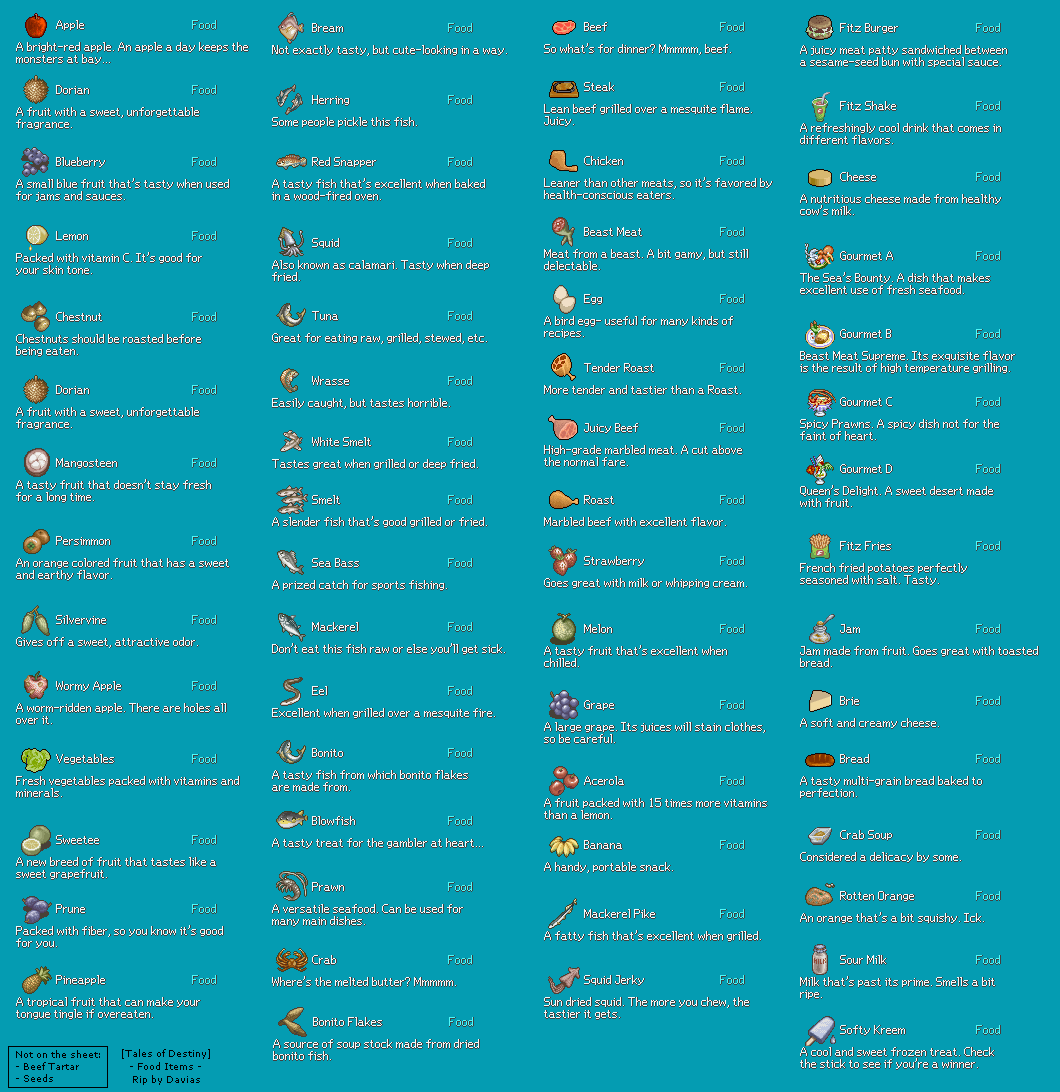 Apple Food
A bright-red apple. An apple a day keeps the
monsters at bay...
Dorian Food
A fruit with a sweet, unforgettable
fragrance.
Blueberry Food
A small blue fruit that's tasty when used
for jams and sauces.
Lemon Food
Packed with vitamin C. It's good for
your skin tone.
Chestnut Food
Chestnuts should be roasted before
being eaten.
Dorian Food
A fruit with a sweet, unforgettable
fragrance.
Mangosteen Food
A tasty fruit that doesn't stay fresh
for a long time.
Persimmon Food
An orange colored fruit that has a sweet
and earthy flavor.
Silvervine Food
Gives off a sweet, attractive odor.
Wormy Apple Food
A worm-ridden apple. There are holes all
over it.
Vegetables Food
Fresh vegetables packed with vitamins and
minerals.
Sweetee Food
A new breed of fruit that tastes like a
sweet grapefruit.
Prune Food
Packed with fiber, so you know it's good
for you.
Pineapple Food
A tropical fruit that can make your
tongue tingle if overeaten.
Not on the sheet:
- Beef Tartar
- Seeds
[Tales of Destiny]
- Food Items -
Rip by Davias
Bream Food
Not exactly tasty, but cute-looking in a way.
Herring Food
Some people pickle this fish.
Red Snapper Food
A tasty fish that's excellent when baked
in a wood-fired oven.
Squid Food
Also known as calamari. Tasty when deep
fried.
Tuna Food
Great for eating raw, grilled, stewed, etc.
Wrasse Food
Easily caught, but tastes horrible.
White Smelt Food
Tastes great when grilled or deep fried.
Smelt Food
A slender fish that's good grilled or fried.
Sea Bass Food
A prized catch for sports fishing.
Mackerel Food
Don't eat this fish raw or else you'll get sick.
Eel Food
Excellent when grilled over a mesquite fire.
Bonito Food
A tasty fish from which bonito flakes
are made from.
Blowfish Food
A tasty treat for the gambler at heart...
Prawn Food
A versatile seafood. Can be used for
many main dishes.
Crab Food
Where's the melted butter? Mmmmm.
Bonito Flakes Food
A source of soup stock made from dried
bonito fish.
Beef Food
So what's for dinner? Mmmmm, beef.
Steak Food
Lean beef grilled over a mesquite flame.
Juicy.
Chicken Food
Leaner than other meats, so it's favored by
health-conscious eaters.
Beast Meat Food
Meat from a beast. A bit gamy, but still
delectable.
Egg Food
A bird egg- useful for many kinds of
recipes.
Tender Roast Food
More tender and tastier than a Roast.
Juicy Beef Food
High-grade marbled meat. A cut above
the normal fare.
Roast Food
Marbled beef with excellent flavor.
Strawberry Food
Goes great with milk or whipping cream.
Melon Food
A tasty fruit that's excellent when
chilled.
Grape Food
A large grape. Its juices will stain clothes,
so be careful.
Acerola Food
A fruit packed with 15 times more vitamins
than a lemon.
Banana Food
A handy, portable snack.
Mackerel Pike Food
A fatty fish that's excellent when grilled.
Squid Jerky Food
Sun dried squid. The more you chew, the
tastier it gets.
Fitz Burger Food
A juicy meat patty sandwiched between
a sesame-seed bun with special sauce.
Fitz Shake Food
A refreshingly cool drink that comes in
different flavors.
Cheese Food
A nutritious cheese made from healthy
cow's milk.
Gourmet A Food
The Sea's Bounty. A dish that makes
excellent use of fresh seafood.
Gourmet B Food
Beast Meat Supreme. Its exquisite flavor
is the result of high temperature grilling.
Gourmet C Food
Spicy Prawns. A spicy dish not for the
faint of heart.
Gourmet D Food
Queen's Delight. A sweet desert made
with fruit.
Fitz Fries Food
French fried potatoes perfectly
seasoned with salt. Tasty.
Jam Food
Jam made from fruit. Goes great with toasted
bread.
Brie Food
A soft and creamy cheese.
Bread Food
A tasty multi-grain bread baked to
perfection.
Crab Soup Food
Considered a delicacy by some.
Rotten Orange Food
An orange that's a bit squishy. Ick.
MILK
Sour Milk Food
Milk that's past its prime. Smells a bit
ripe.
Softy Kreem Food
A cool and sweet frozen treat. Check
the stick to see if you're a winner.